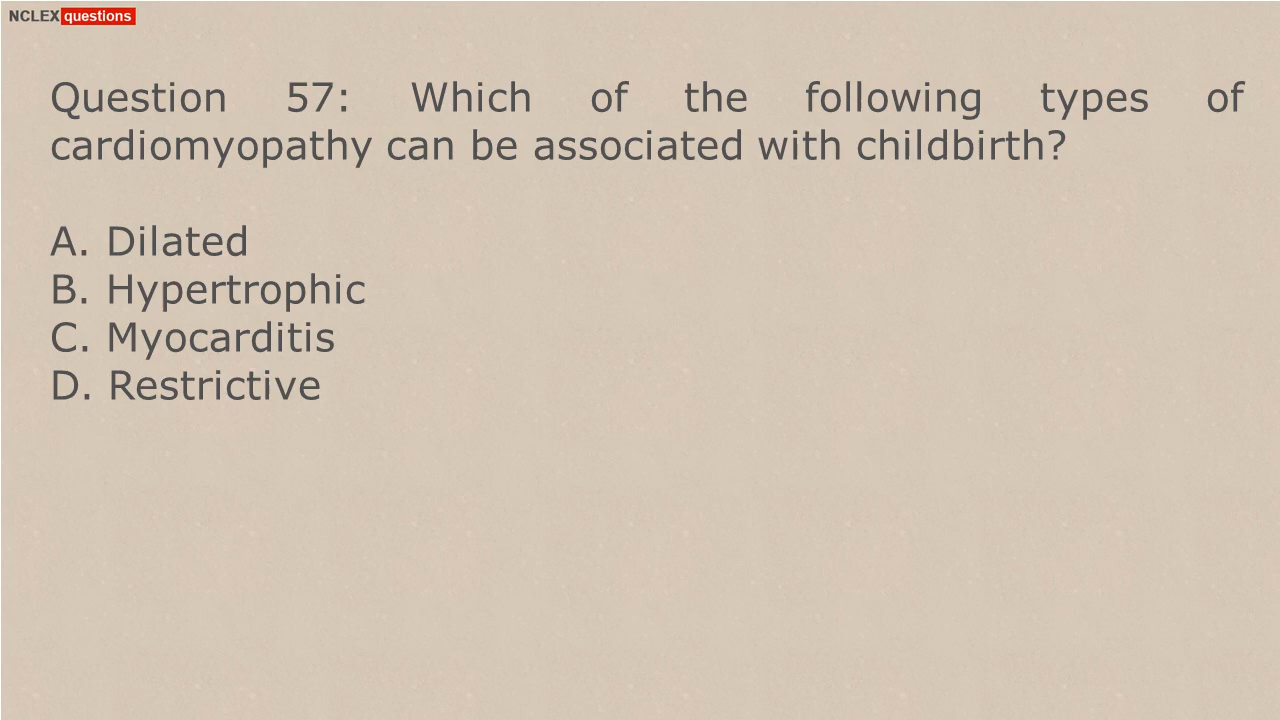 NCLEX questions
Question 57: Which of the following types of
cardiomyopathy can be associated with childbirth?
A. Dilated
B. Hypertrophic
C. Myocarditis
D. Restrictive